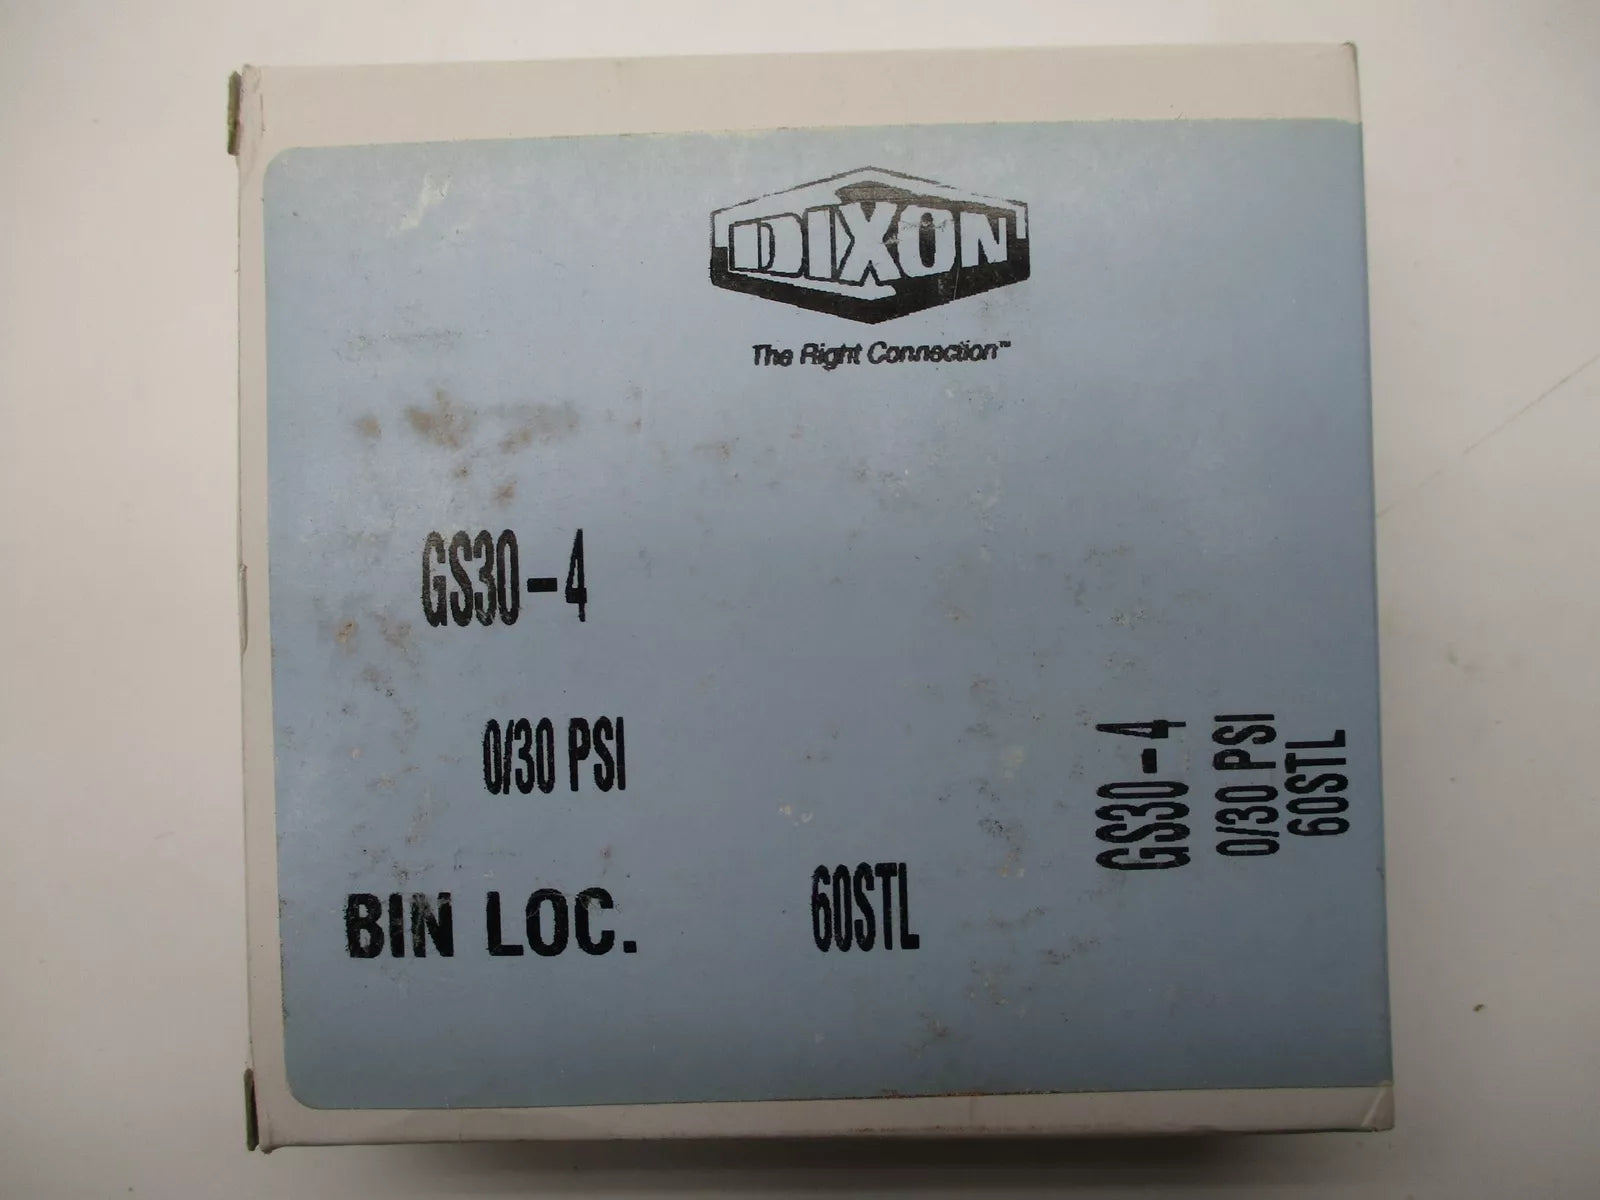 DIXON
The Right Connection™
GS30-4
0/30 PSI
BIN LOC. 60STL
GS30-4
0/30 PSI
60STL